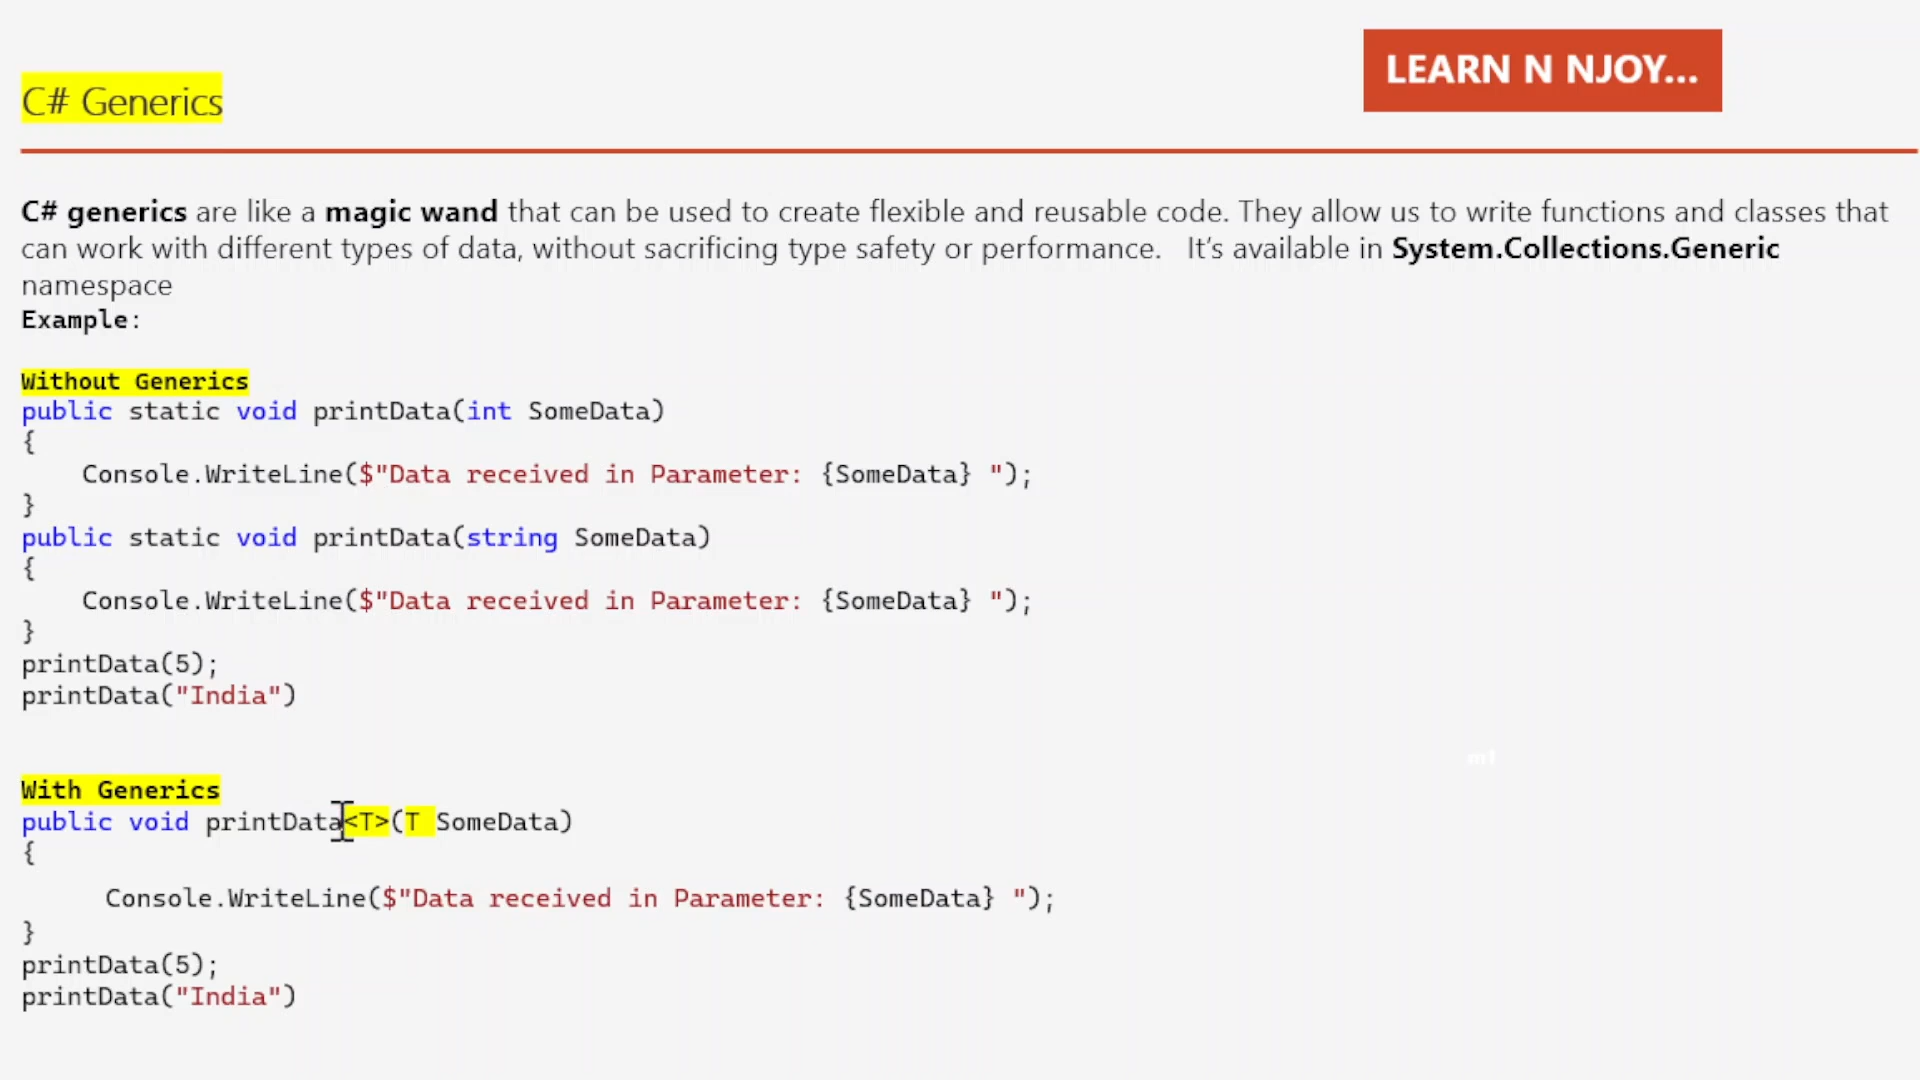 LEARN N NJOY...
C# Generics
C# generics are like a magic wand that can be used to create flexible and reusable code. They allow us to write functions and classes that
can work with different types of data, without sacrificing type safety or performance.   It's available in System.Collections.Generic
namespace
Example:
Without Generics
public static void printData(int SomeData)
{
    Console.WriteLine($"Data received in Parameter: {SomeData} ");
}
public static void printData(string SomeData)
{
    Console.WriteLine($"Data received in Parameter: {SomeData} ");
}
printData(5);
printData("India")
With Generics
public void printData<T>(T SomeData)
{
    Console.WriteLine($"Data received in Parameter: {SomeData} ");
}
printData(5);
printData("India")